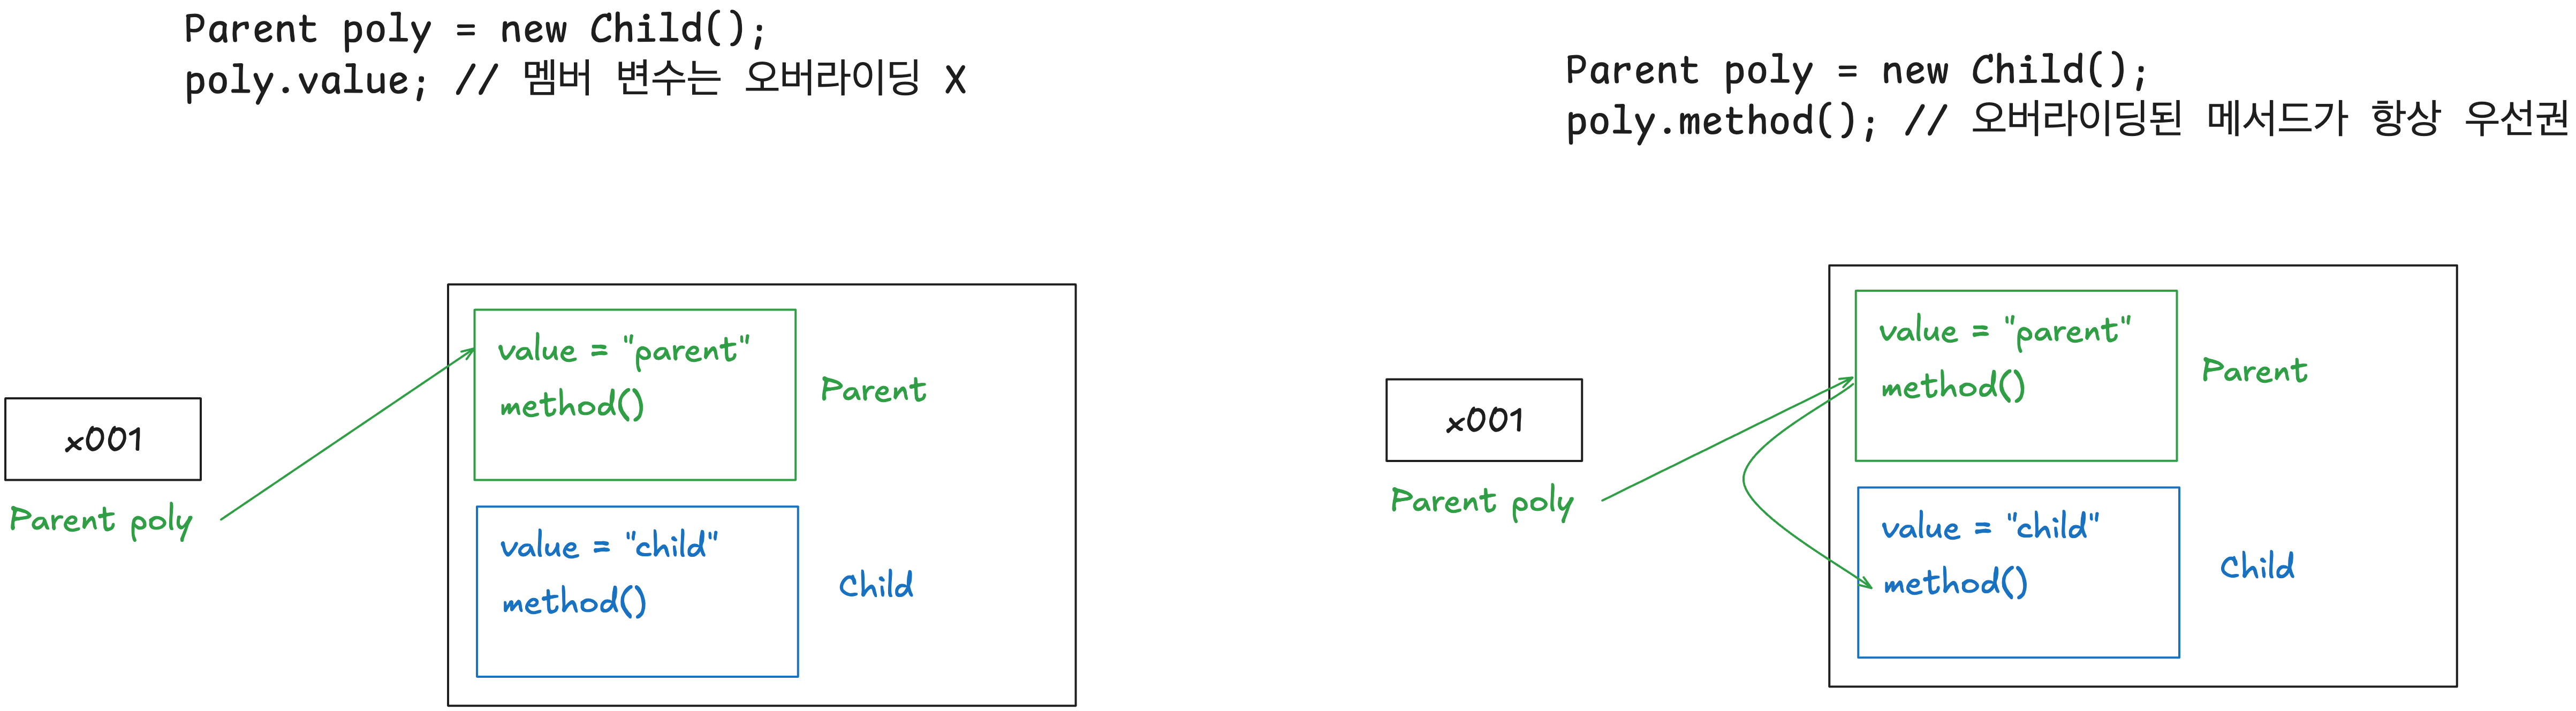 Parent poly = new Child();
poly.value; // 멤버 변수는 오버라이딩 X
value = "parent"
method()
Parent
x001
Parent poly
value = "child"
method()
Child
Parent poly = new Child();
poly.method(); // 오버라이딩된 메서드가 항상 우선권
value = "parent"
method()
Parent
x001
Parent poly
value = "child"
method()
Child